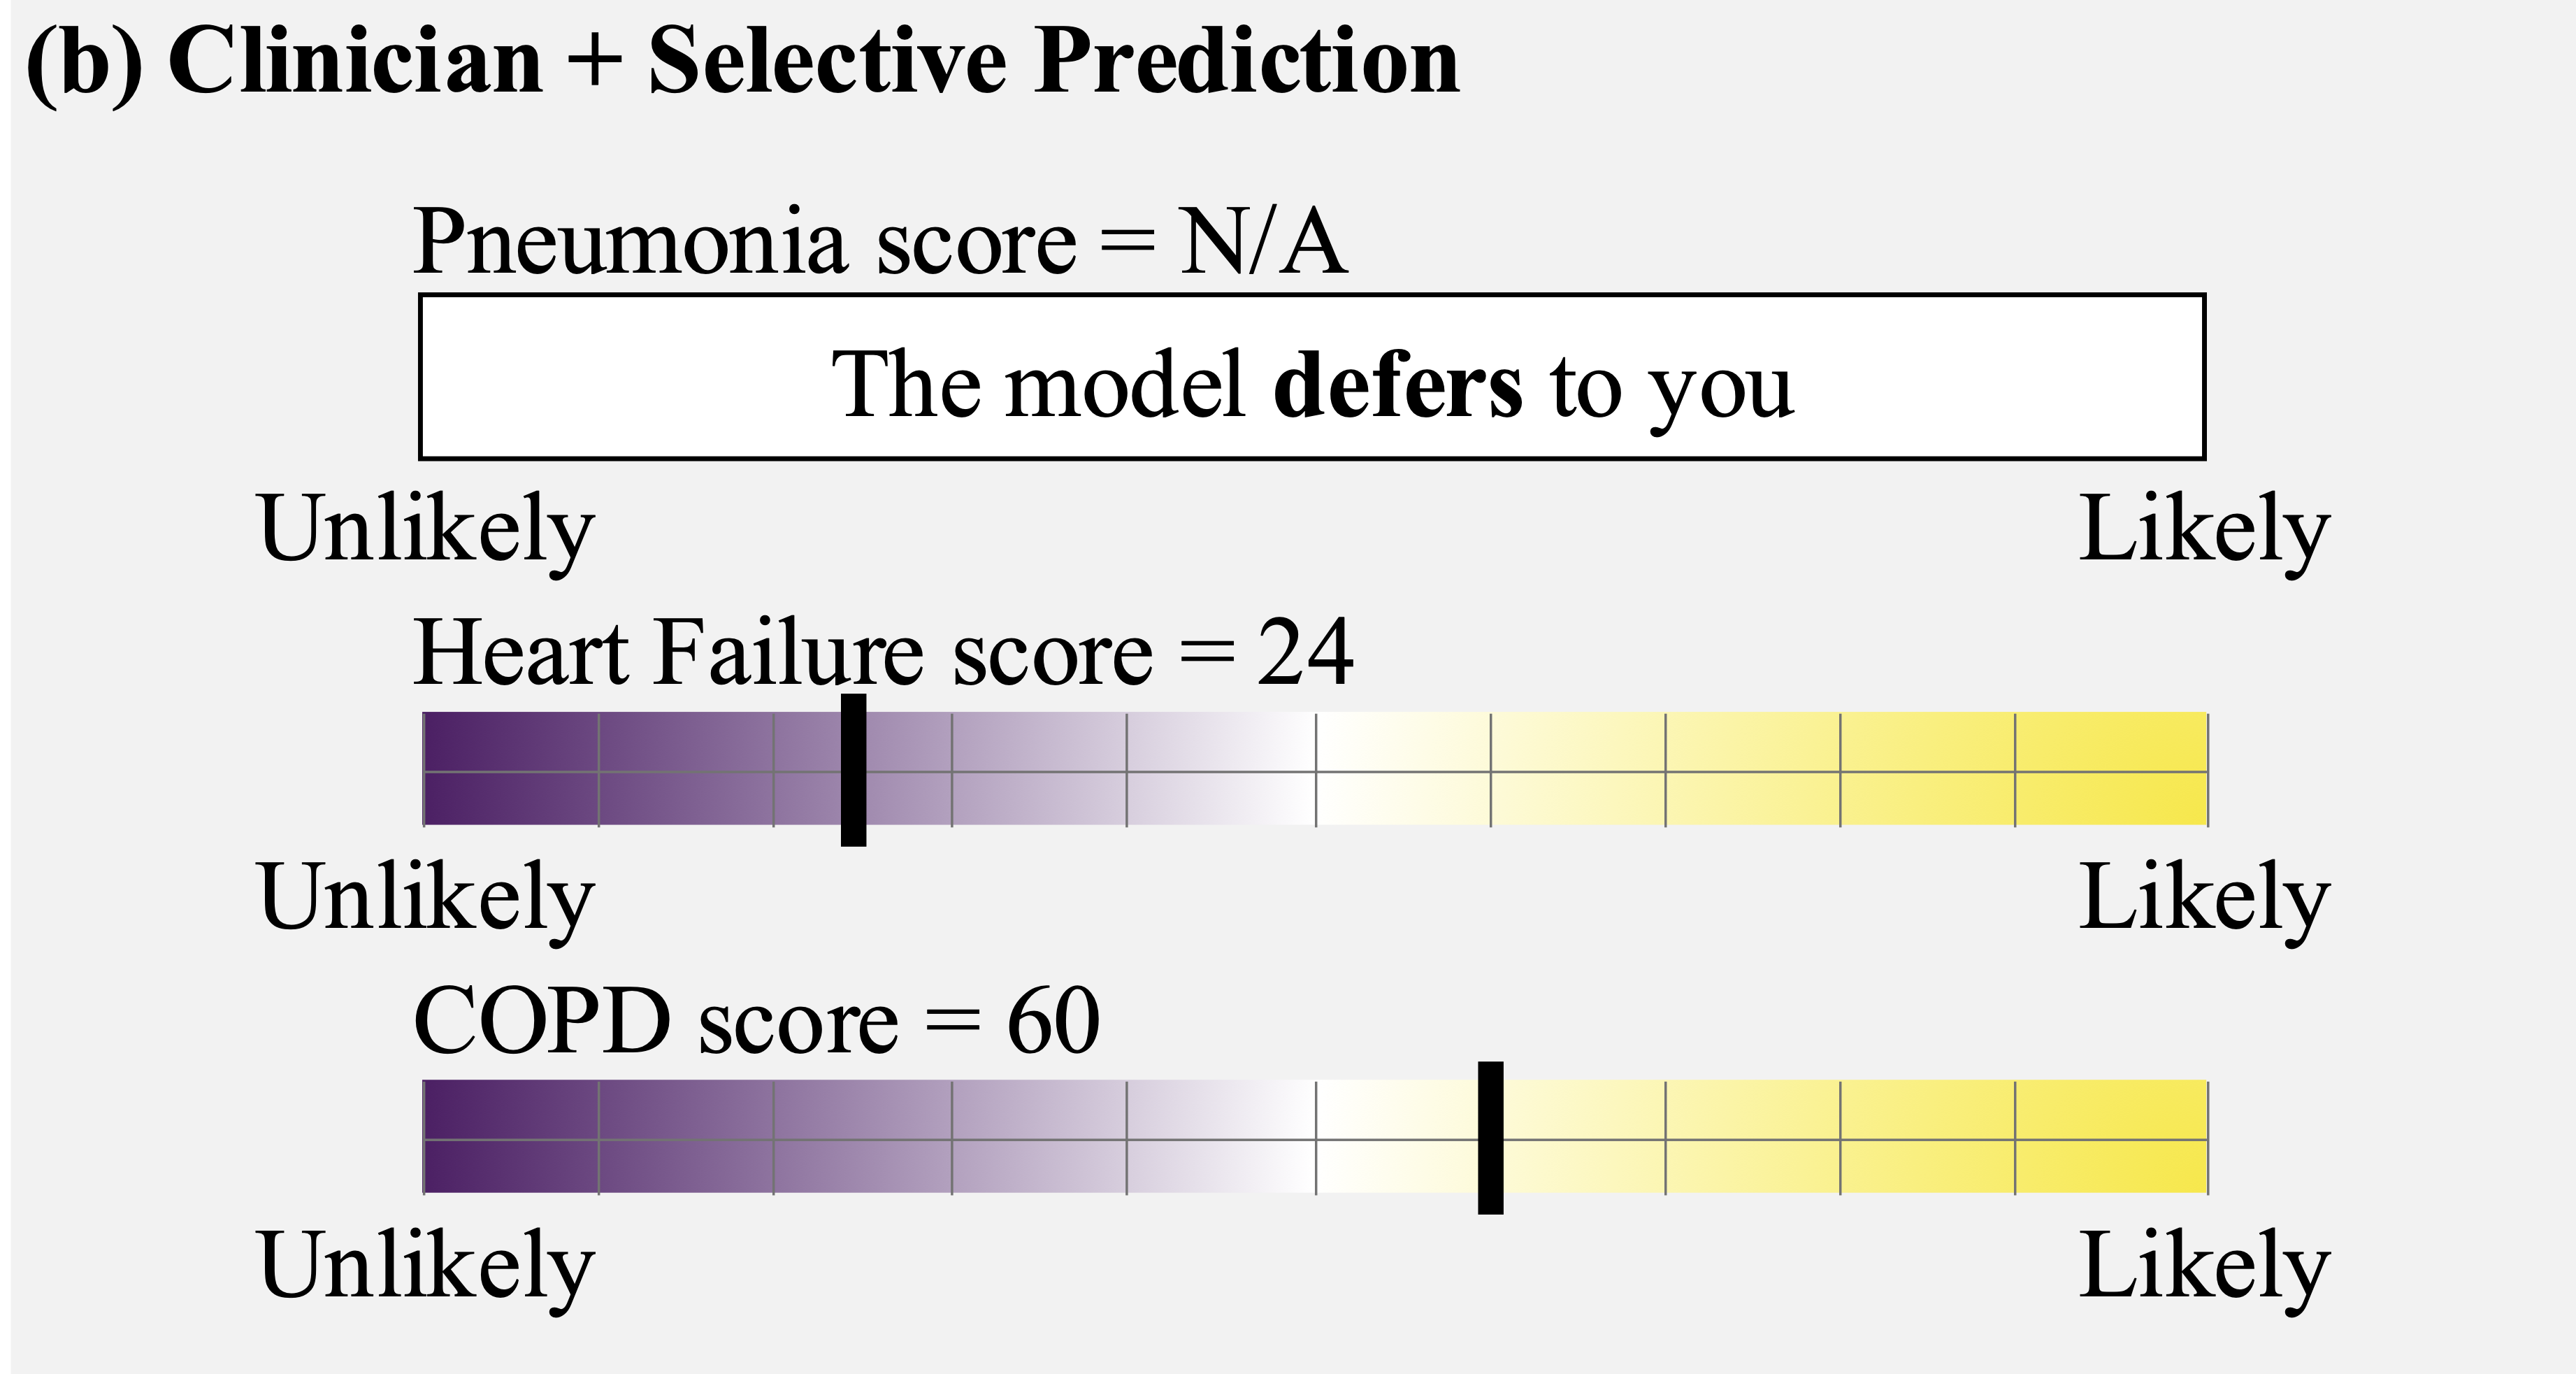 (b) Clinician + Selective Prediction
Pneumonia score = N/A
The model defers to you
Unlikely Likely
Heart Failure score = 24
Unlikely Likely
COPD score = 60
Unlikely Likely